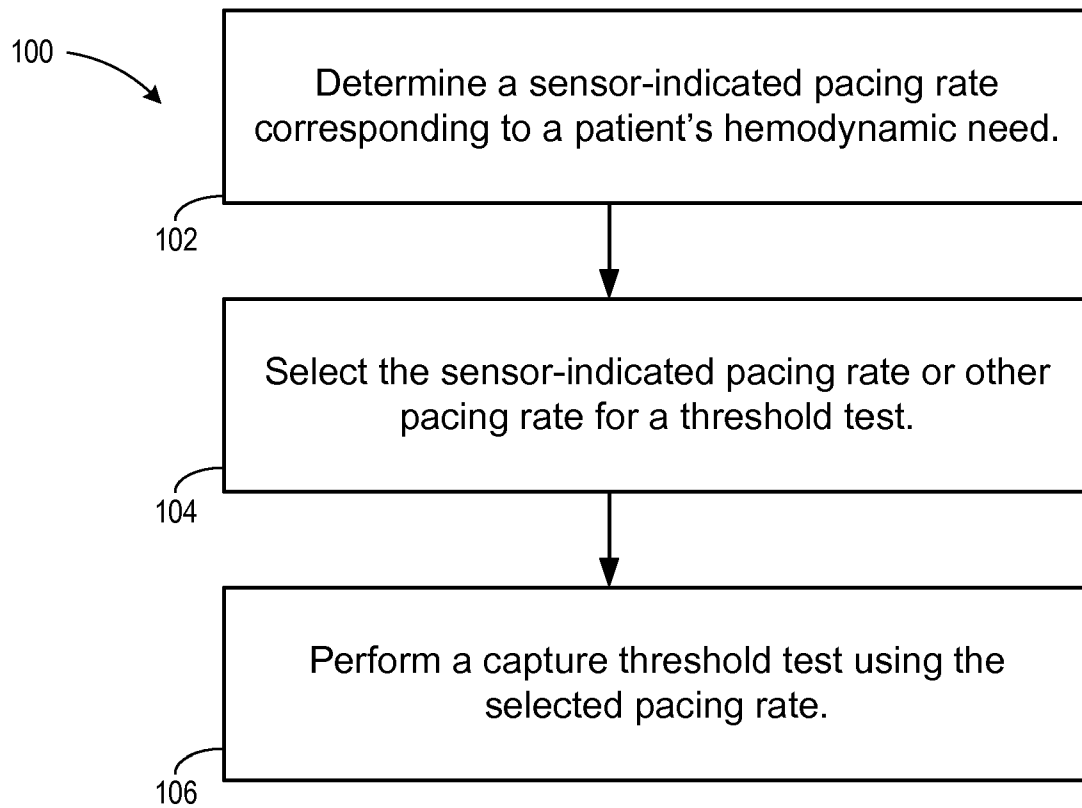 100
Determine a sensor-indicated pacing rate
corresponding to a patient's hemodynamic need.
102
Select the sensor-indicated pacing rate or other
pacing rate for a threshold test.
104
Perform a capture threshold test using the
selected pacing rate.
106